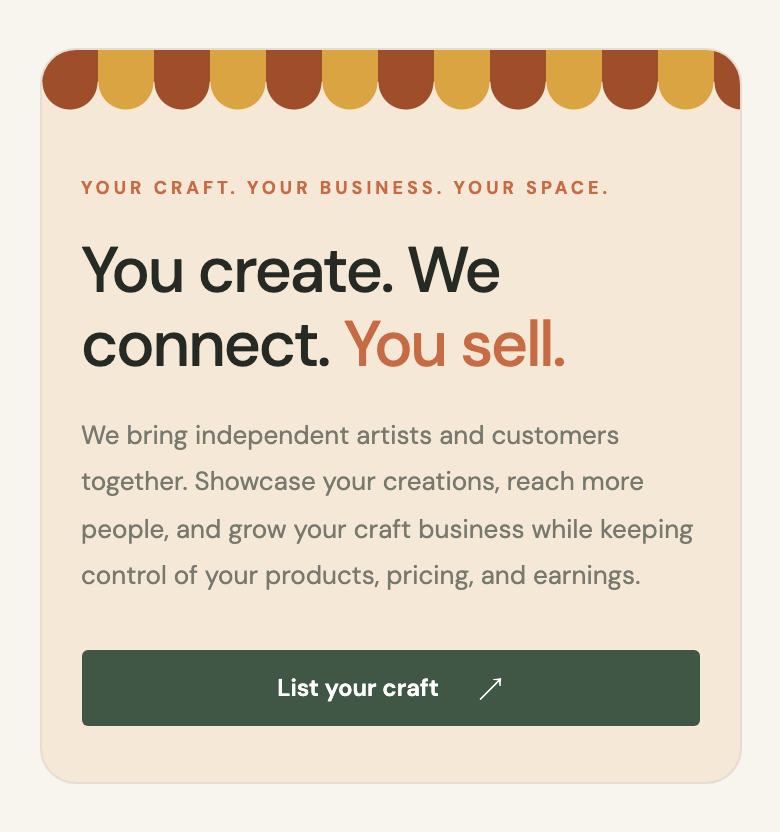 YOUR CRAFT. YOUR BUSINESS. YOUR SPACE.
You create. We
connect. You sell.
We bring independent artists and customers
together. Showcase your creations, reach more
people, and grow your craft business while keeping
control of your products, pricing, and earnings.
List your craft ↗